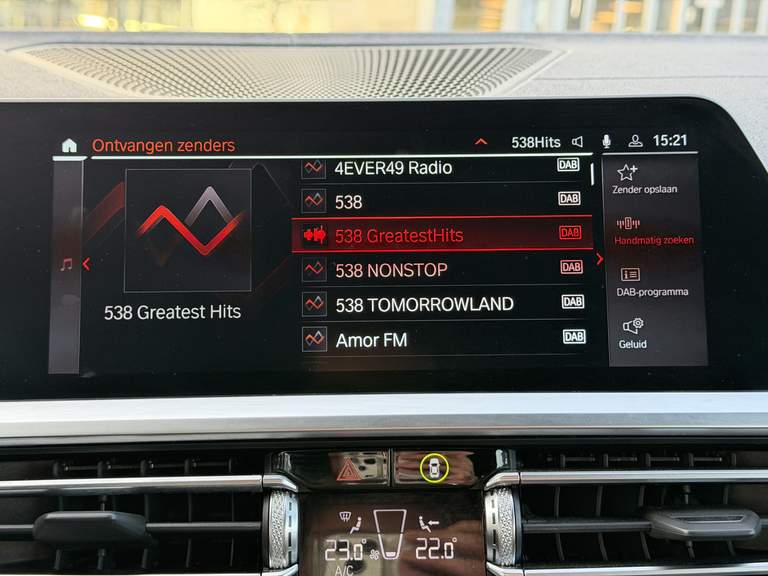 Ontvangen zenders
538Hits
15:21
538 Greatest Hits
4EVER49 Radio DAB
538 DAB
538 GreatestHits DAB
538 NONSTOP DAB
538 TOMORROWLAND DAB
Amor FM DAB
Zender opslaan
Handmatig zoeken
DAB-programma
Geluid
23.0 22.0
A/C